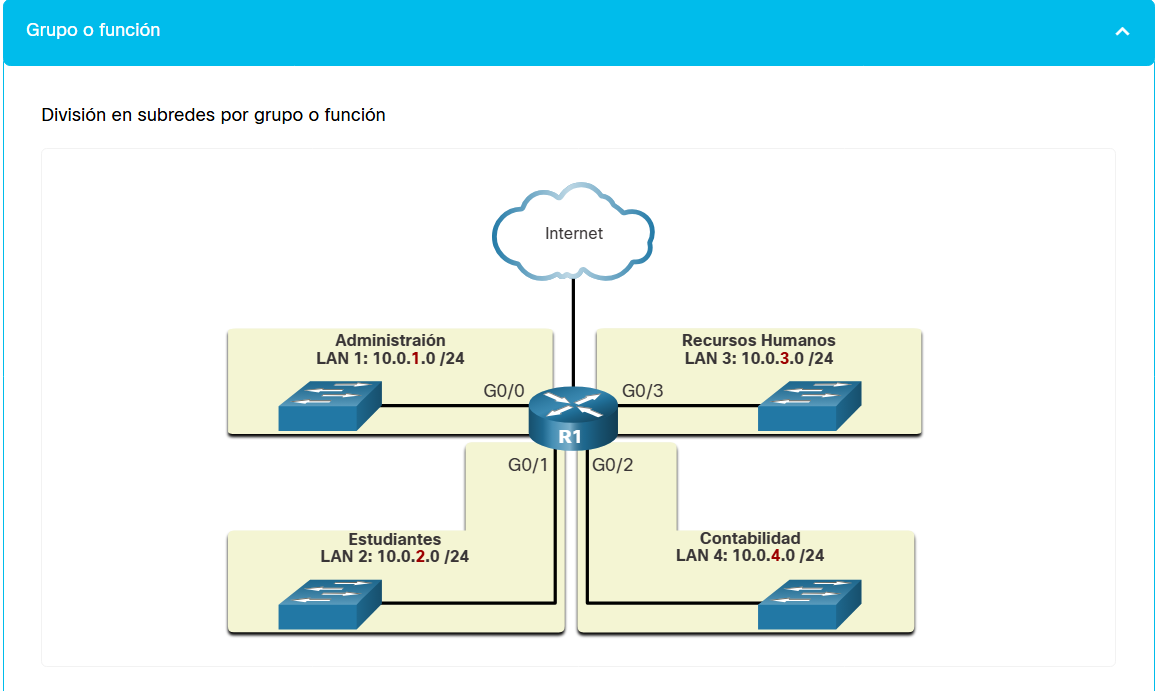 Grupo o función
División en subredes por grupo o función
Internet
Administraión
LAN 1: 10.0.1.0 /24
Recursos Humanos
LAN 3: 10.0.3.0 /24
G0/0
G0/3
R1
G0/1
G0/2
Estudiantes
LAN 2: 10.0.2.0 /24
Contabilidad
LAN 4: 10.0.4.0 /24